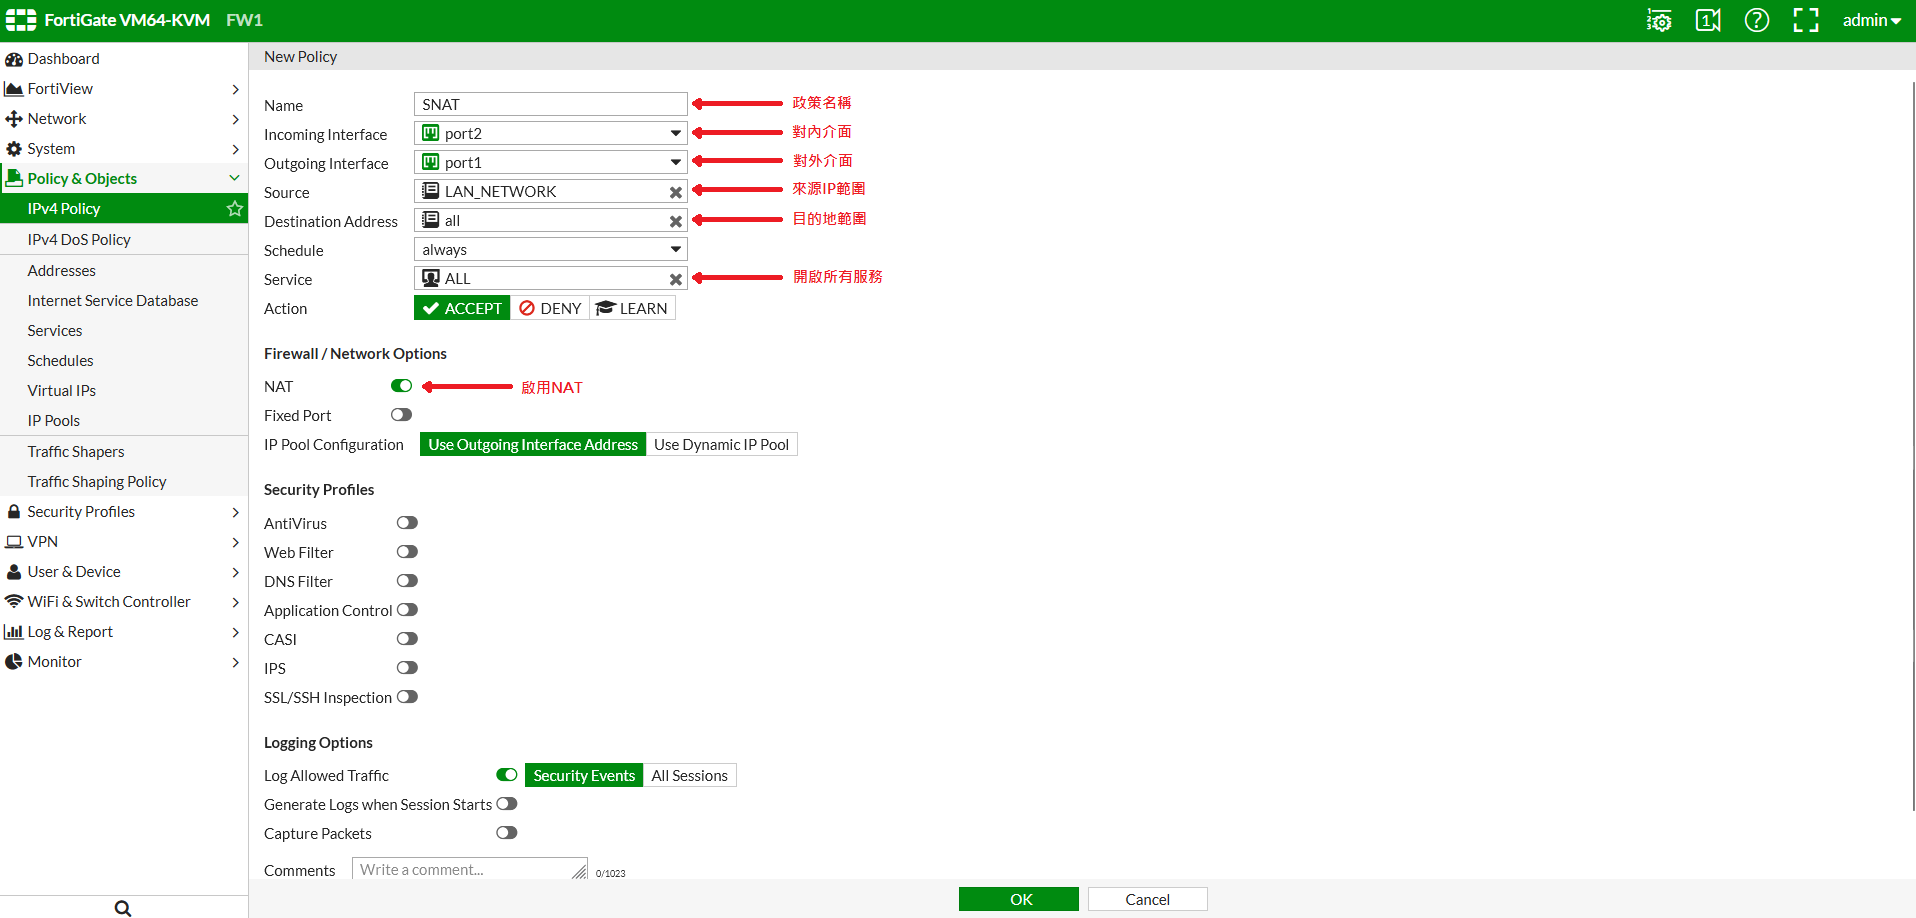 FortiGate VM64-KVM FW1
1 2 3
1
?
admin
Dashboard
FortiView
Network
System
Policy & Objects
IPv4 Policy
IPv4 DoS Policy
Addresses
Internet Service Database
Services
Schedules
Virtual IPs
IP Pools
Traffic Shapers
Traffic Shaping Policy
Security Profiles
VPN
User & Device
WiFi & Switch Controller
Log & Report
Monitor
New Policy
Name SNAT 政策名稱
Incoming Interface port2 對內介面
Outgoing Interface port1 對外介面
Source LAN_NETWORK 來源IP範圍
Destination Address all 目的地範圍
Schedule always
Service ALL 開啟所有服務
Action ACCEPT DENY LEARN
Firewall / Network Options
NAT 啟用NAT
Fixed Port
IP Pool Configuration Use Outgoing Interface Address Use Dynamic IP Pool
Security Profiles
AntiVirus
Web Filter
DNS Filter
Application Control
CASI
IPS
SSL/SSH Inspection
Logging Options
Log Allowed Traffic Security Events All Sessions
Generate Logs when Session Starts
Capture Packets
Comments Write a comment... 0/1023
OK Cancel